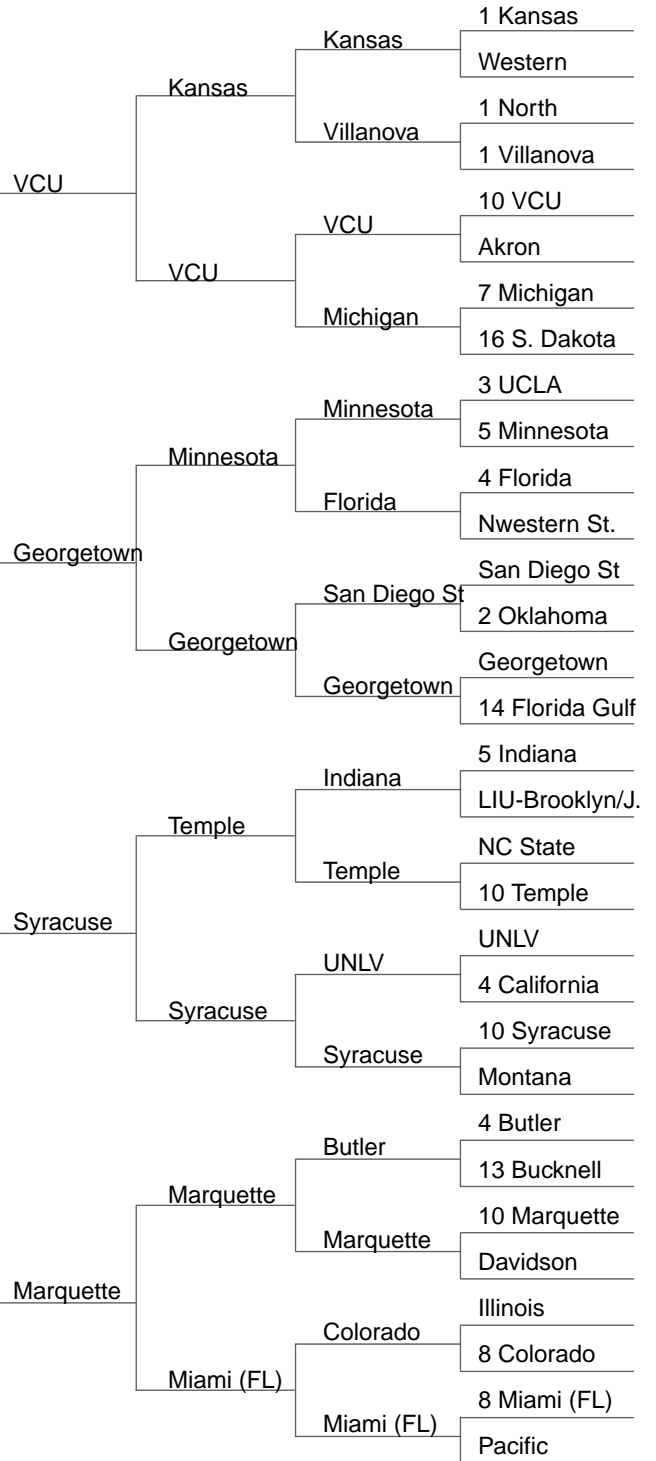 1 Kansas
Kansas
Western
Kansas
1 North
Villanova
1 Villanova
VCU
10 VCU
VCU
Akron
VCU
7 Michigan
Michigan
16 S. Dakota
3 UCLA
Minnesota
5 Minnesota
Minnesota
4 Florida
Florida
Nwestern St.
Georgetown
San Diego St
San Diego St
2 Oklahoma
Georgetown
Georgetown
Georgetown
14 Florida Gulf
5 Indiana
Indiana
LIU-Brooklyn/J.
Temple
NC State
Temple
10 Temple
Syracuse
UNLV
UNLV
4 California
Syracuse
10 Syracuse
Syracuse
Montana
4 Butler
Butler
13 Bucknell
Marquette
10 Marquette
Marquette
Davidson
Marquette
Illinois
Colorado
8 Colorado
Miami (FL)
8 Miami (FL)
Miami (FL)
Pacific